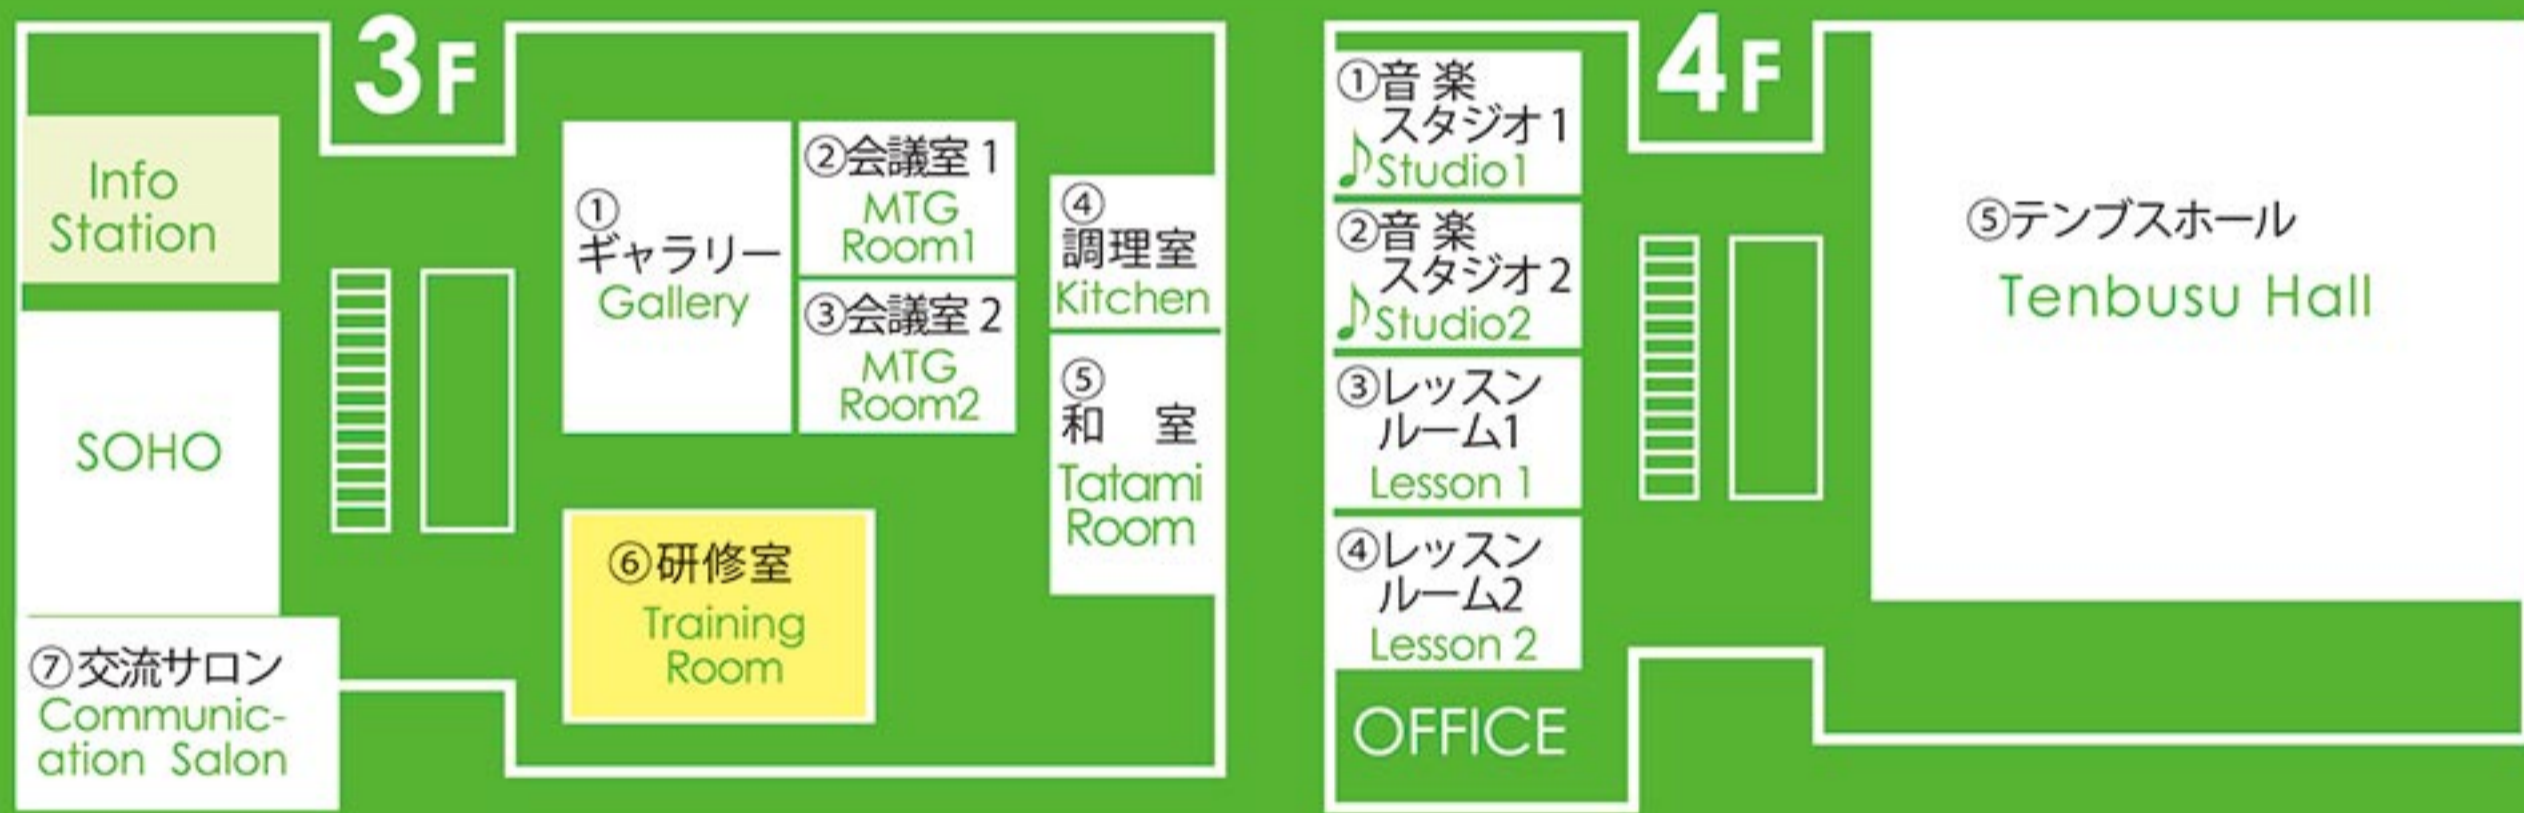 3F
Info
Station
SOHO
⑦交流サロン
Communic-
ation Salon
①
ギャラリー
Gallery
②会議室 1
MTG
Room1
③会議室 2
MTG
Room2
④
調理室
Kitchen
⑤
和 室
Tatami
Room
⑥研修室
Training
Room
4F
①音 楽
スタジオ1
♪Studio1
②音 楽
スタジオ2
♪Studio2
③レッスン
ルーム1
Lesson 1
④レッスン
ルーム2
Lesson 2
OFFICE
⑤テンブスホール
Tenbusu Hall